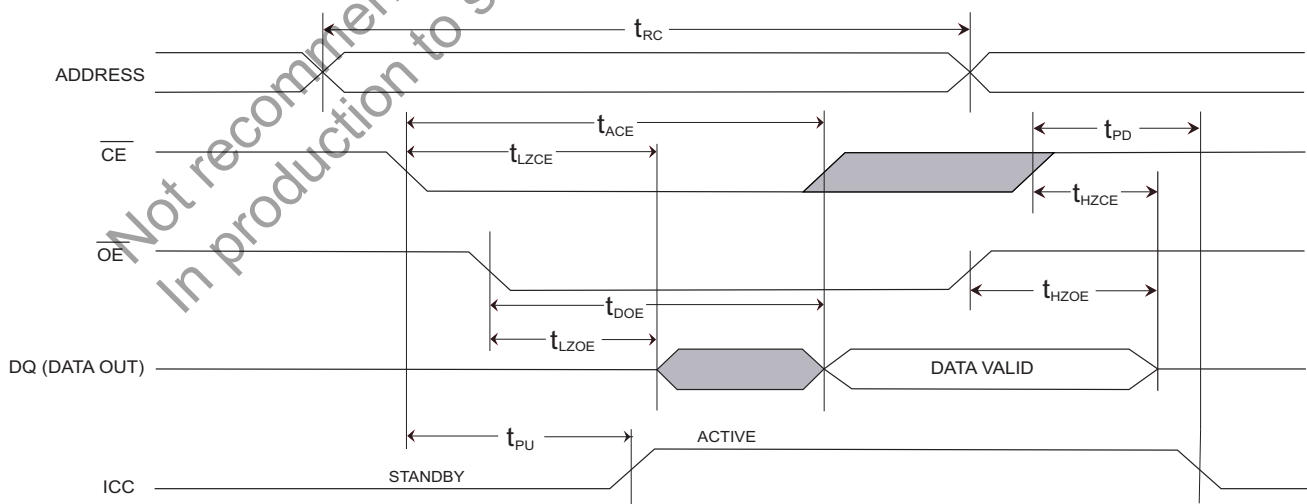 Not recommen
In production to s
tRC
ADDRESS
tACE
tPD
CE
tLZCE
tHZCE
OE
tHZOE
tDOE
tLZOE
DQ (DATA OUT)
DATA VALID
tPU
ACTIVE
STANDBY
ICC